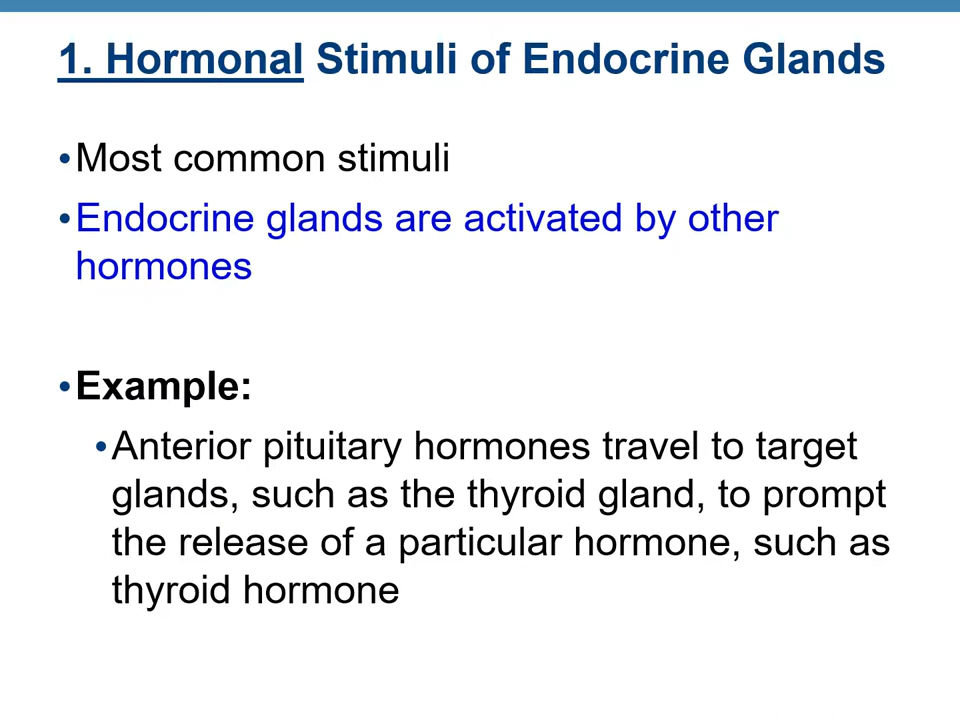 1. Hormonal Stimuli of Endocrine Glands
•Most common stimuli
•Endocrine glands are activated by other
hormones
•Example:
•Anterior pituitary hormones travel to target
glands, such as the thyroid gland, to prompt
the release of a particular hormone, such as
thyroid hormone